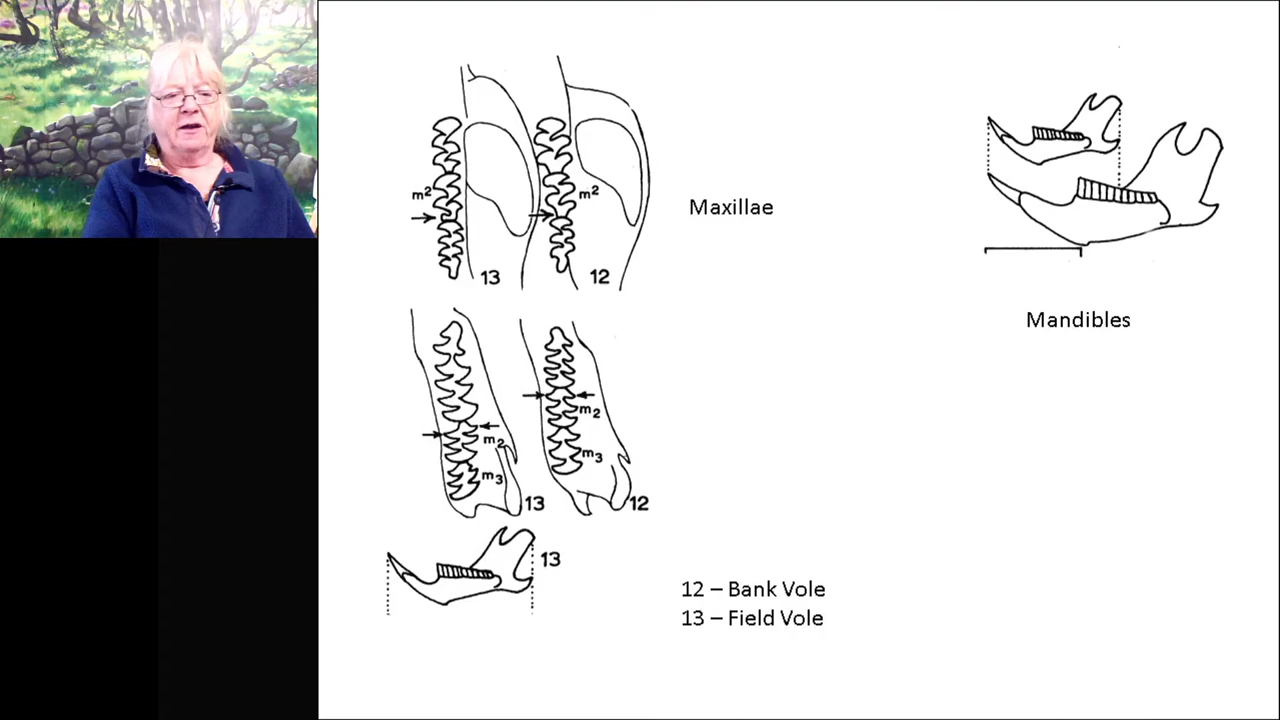 m²
m²
Maxillae
13
12
Mandibles
m₂
m₂
m₃
m₃
13
12
13
12 – Bank Vole
13 – Field Vole